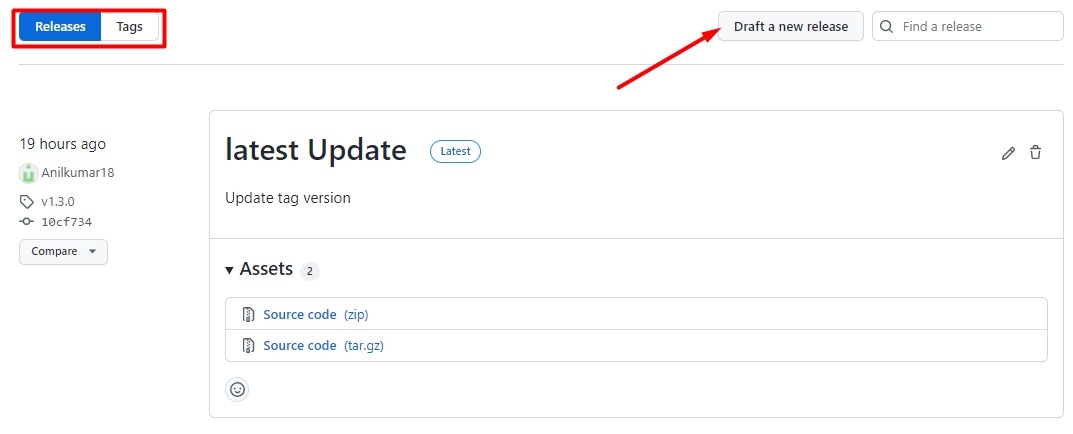 Releases Tags Draft a new release Find a release
19 hours ago
Anilkumar18
v1.3.0
10cf734
Compare
latest Update Latest
Update tag version
Assets 2
Source code (zip)
Source code (tar.gz)